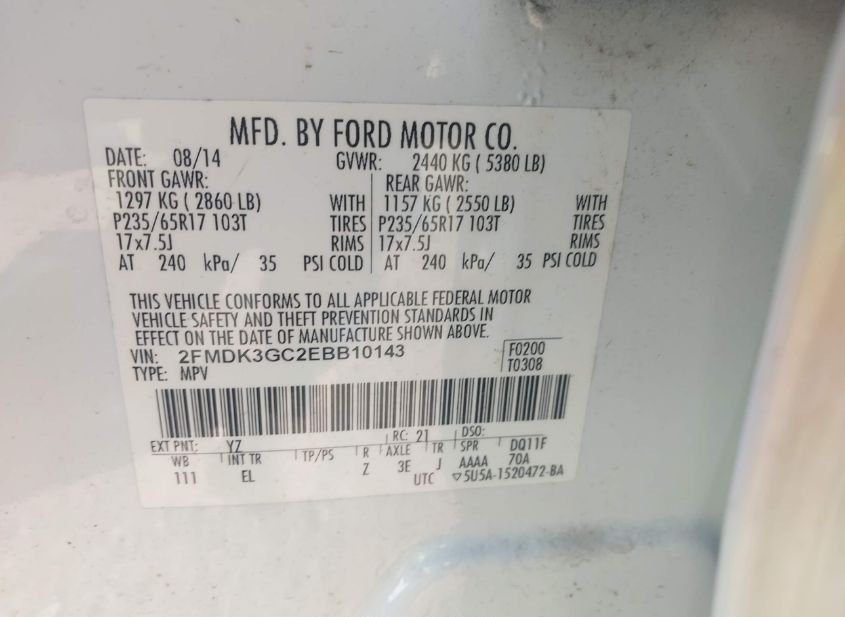 MFD. BY FORD MOTOR CO.
DATE: 08/14 GVWR: 2440 KG ( 5380 LB)
FRONT GAWR: REAR GAWR:
1297 KG ( 2860 LB) WITH 1157 KG ( 2550 LB) WITH
P235/65R17 103T TIRES P235/65R17 103T TIRES
17x7.5J RIMS 17x7.5J RIMS
AT 240 kPa/ 35 PSI COLD AT 240 kPa/ 35 PSI COLD
THIS VEHICLE CONFORMS TO ALL APPLICABLE FEDERAL MOTOR
VEHICLE SAFETY AND THEFT PREVENTION STANDARDS IN
EFFECT ON THE DATE OF MANUFACTURE SHOWN ABOVE.
VIN: 2FMDK3GC2EBB10143 F0200
TYPE: MPV T0308
EXT PNT: YZ RC: 21 DSO:
WB INT TR TP/PS R AXLE TR SPR DQ11F
111 EL Z 3E J AAAA 70A
UTC ▽5U5A-1520472-BA